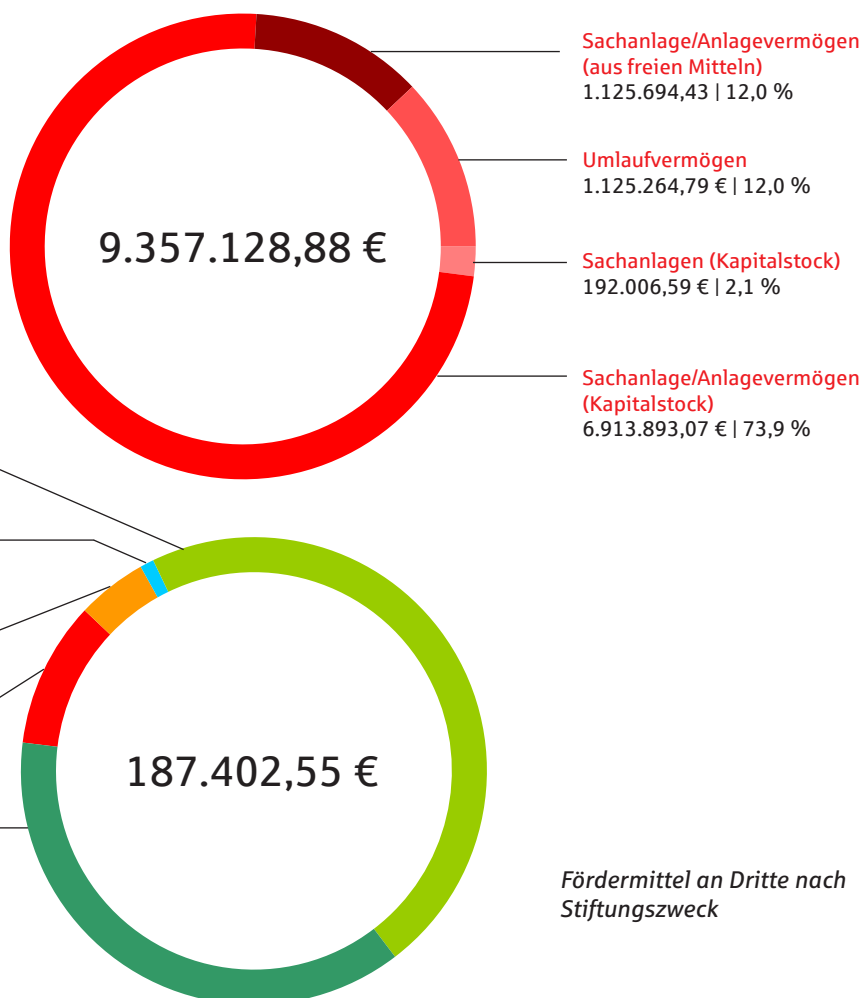 Sachanlage/Anlagevermögen
(aus freien Mitteln)
1.125.694,43 | 12,0 %
Umlaufvermögen
1.125.264,79 € | 12,0 %
9.357.128,88 €
Sachanlagen (Kapitalstock)
192.006,59 € | 2,1 %
Sachanlage/Anlagevermögen
(Kapitalstock)
6.913.893,07 € | 73,9 %
187.402,55 €
Fördermittel an Dritte nach
Stiftungszweck